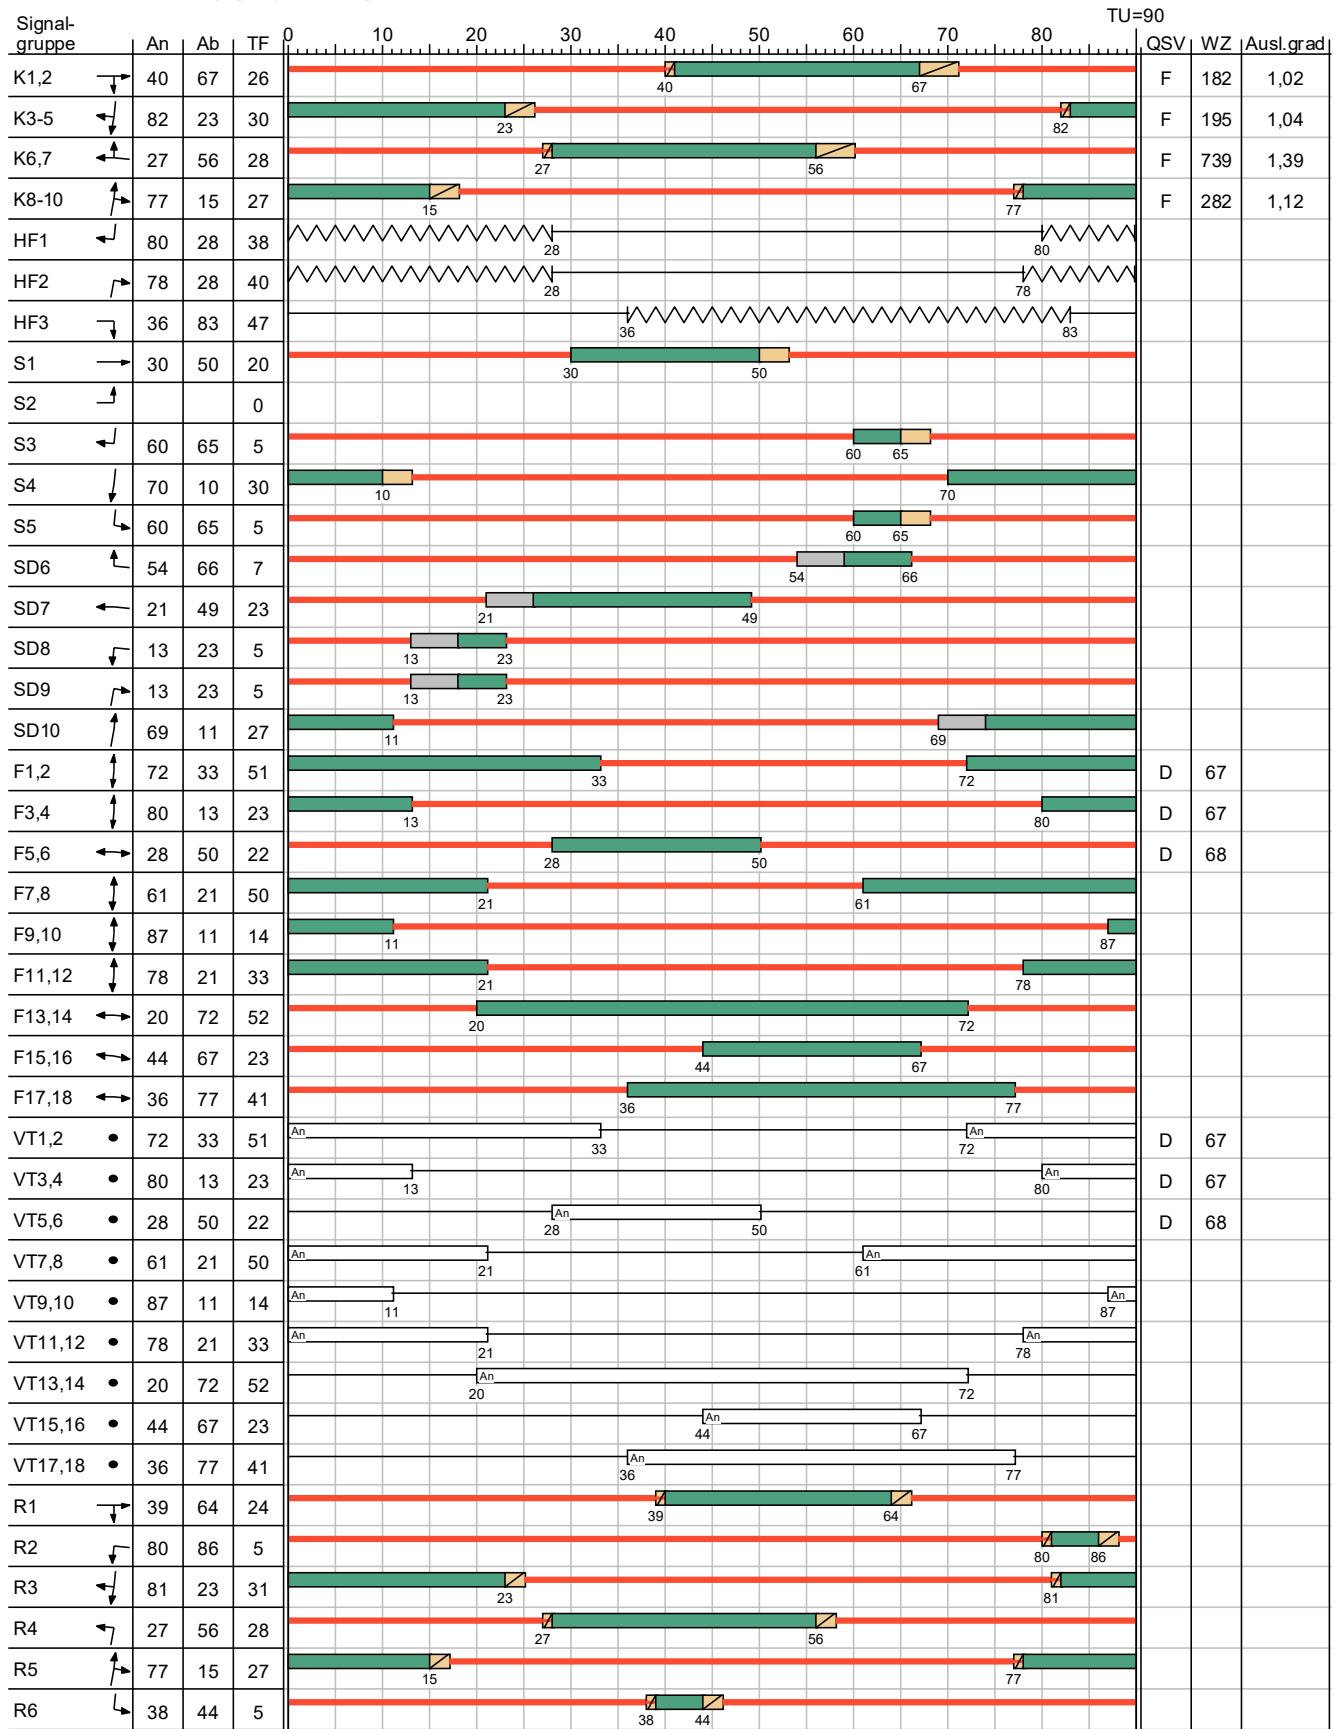 TU=90
Signal-
gruppe An Ab TF 0 10 20 30 40 50 60 70 80 QSV WZ Ausl.grad
K1,2 40 67 26 40 67 F 182 1,02
K3-5 82 23 30 23 82 F 195 1,04
K6,7 27 56 28 27 56 F 739 1,39
K8-10 77 15 27 15 77 F 282 1,12
HF1 80 28 38 28 80
HF2 78 28 40 28 78
HF3 36 83 47 36 83
S1 30 50 20 30 50
S2 0
S3 60 65 5 60 65
S4 70 10 30 10 70
S5 60 65 5 60 65
SD6 54 66 7 54 66
SD7 21 49 23 21 49
SD8 13 23 5 13 23
SD9 13 23 5 13 23
SD10 69 11 27 11 69
F1,2 72 33 51 33 72 D 67
F3,4 80 13 23 13 80 D 67
F5,6 28 50 22 28 50 D 68
F7,8 61 21 50 21 61
F9,10 87 11 14 11 87
F11,12 78 21 33 21 78
F13,14 20 72 52 20 72
F15,16 44 67 23 44 67
F17,18 36 77 41 36 77
VT1,2 72 33 51 An 33 An 72 D 67
VT3,4 80 13 23 An 13 An 80 D 67
VT5,6 28 50 22 An 28 50 D 68
VT7,8 61 21 50 An 21 An 61
VT9,10 87 11 14 An 11 An 87
VT11,12 78 21 33 An 21 An 78
VT13,14 20 72 52 An 20 72
VT15,16 44 67 23 An 44 67
VT17,18 36 77 41 An 36 77
R1 39 64 24 39 64
R2 80 86 5 80 86
R3 81 23 31 23 81
R4 27 56 28 27 56
R5 77 15 27 15 77
R6 38 44 5 38 44